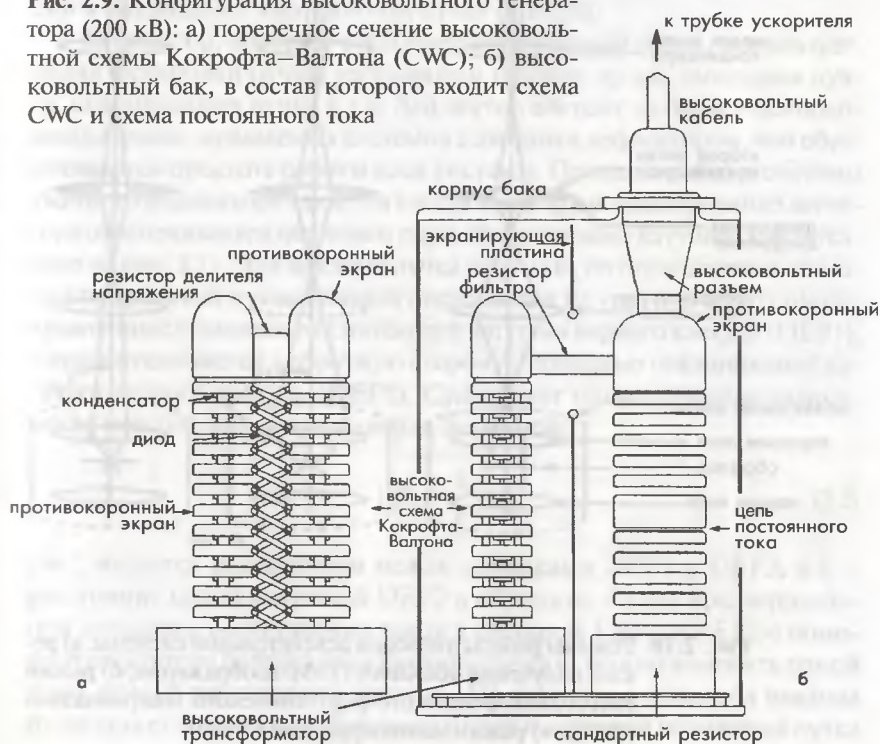 Рис. 2.9. Конфигурация высоковольтного генера-
тора (200 кВ): а) пореречное сечение высоковоль-
тной схемы Кокрофта—Валтона (CWC); б) высо-
ковольтный бак, в состав которого входит схема
CWC и схема постоянного тока
к трубке ускорителя
высоковольтный
кабель
корпус бака
экранирующая
пластина
резистор
фильтра
высоковольтный
разъем
противокоронный
экран
противокоронный
экран
резистор делителя
напряжения
конденсатор
диод
противокоронный
экран
высоко-
вольтная
схема
Кокрофта-
Валтона
цепь
постоянного
тока
а
б
высоковольтный
трансформатор
стандартный резистор